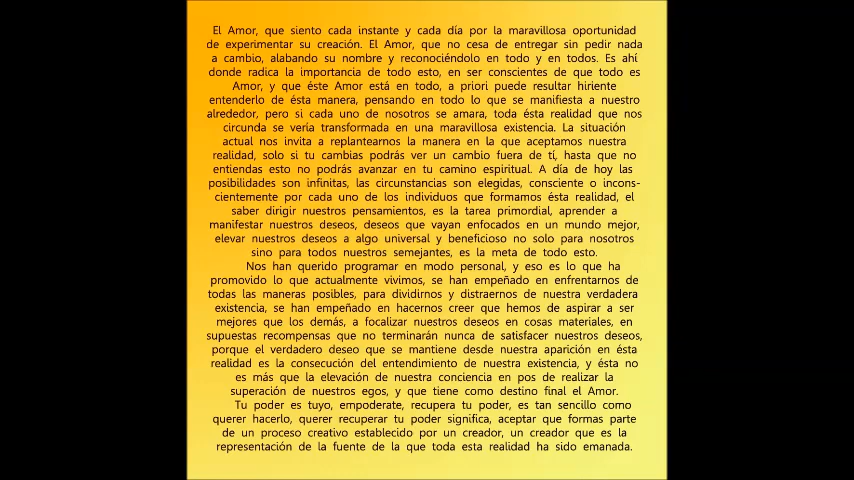 El Amor, que siento cada instante y cada día por la maravillosa oportunidad
de experimentar su creación. El Amor, que no cesa de entregar sin pedir nada
a cambio, alabando su nombre y reconociéndolo en todo y en todos. Es ahí
donde radica la importancia de todo esto, en ser conscientes de que todo es
Amor, y que éste Amor está en todo, a priori puede resultar hiriente
entenderlo de ésta manera, pensando en todo lo que se manifiesta a nuestro
alrededor, pero si cada uno de nosotros se amara, toda ésta realidad que nos
circunda se vería transformada en una maravillosa existencia. La situación
actual nos invita a replantearnos la manera en la que aceptamos nuestra
realidad, solo si tu cambias podrás ver un cambio fuera de tí, hasta que no
entiendas esto no podrás avanzar en tu camino espiritual. A día de hoy las
posibilidades son infinitas, las circunstancias son elegidas, consciente o incons-
cientemente por cada uno de los individuos que formamos ésta realidad, el
saber dirigir nuestros pensamientos, es la tarea primordial, aprender a
manifestar nuestros deseos, deseos que vayan enfocados en un mundo mejor,
elevar nuestros deseos a algo universal y beneficioso no solo para nosotros
sino para todos nuestros semejantes, es la meta de todo esto.
Nos han querido programar en modo personal, y eso es lo que ha
promovido lo que actualmente vivimos, se han empeñado en enfrentarnos de
todas las maneras posibles, para dividirnos y distraernos de nuestra verdadera
existencia, se han empeñado en hacernos creer que hemos de aspirar a ser
mejores que los demás, a focalizar nuestros deseos en cosas materiales, en
supuestas recompensas que no terminarán nunca de satisfacer nuestros deseos,
porque el verdadero deseo que se mantiene desde nuestra aparición en ésta
realidad es la consecución del entendimiento de nuestra existencia, y ésta no
es más que la elevación de nuestra conciencia en pos de realizar la
superación de nuestros egos, y que tiene como destino final el Amor.
Tu poder es tuyo, empoderate, recupera tu poder, es tan sencillo como
querer hacerlo, querer recuperar tu poder significa, aceptar que formas parte
de un proceso creativo establecido por un creador, un creador que es la
representación de la fuente de la que toda esta realidad ha sido emanada.